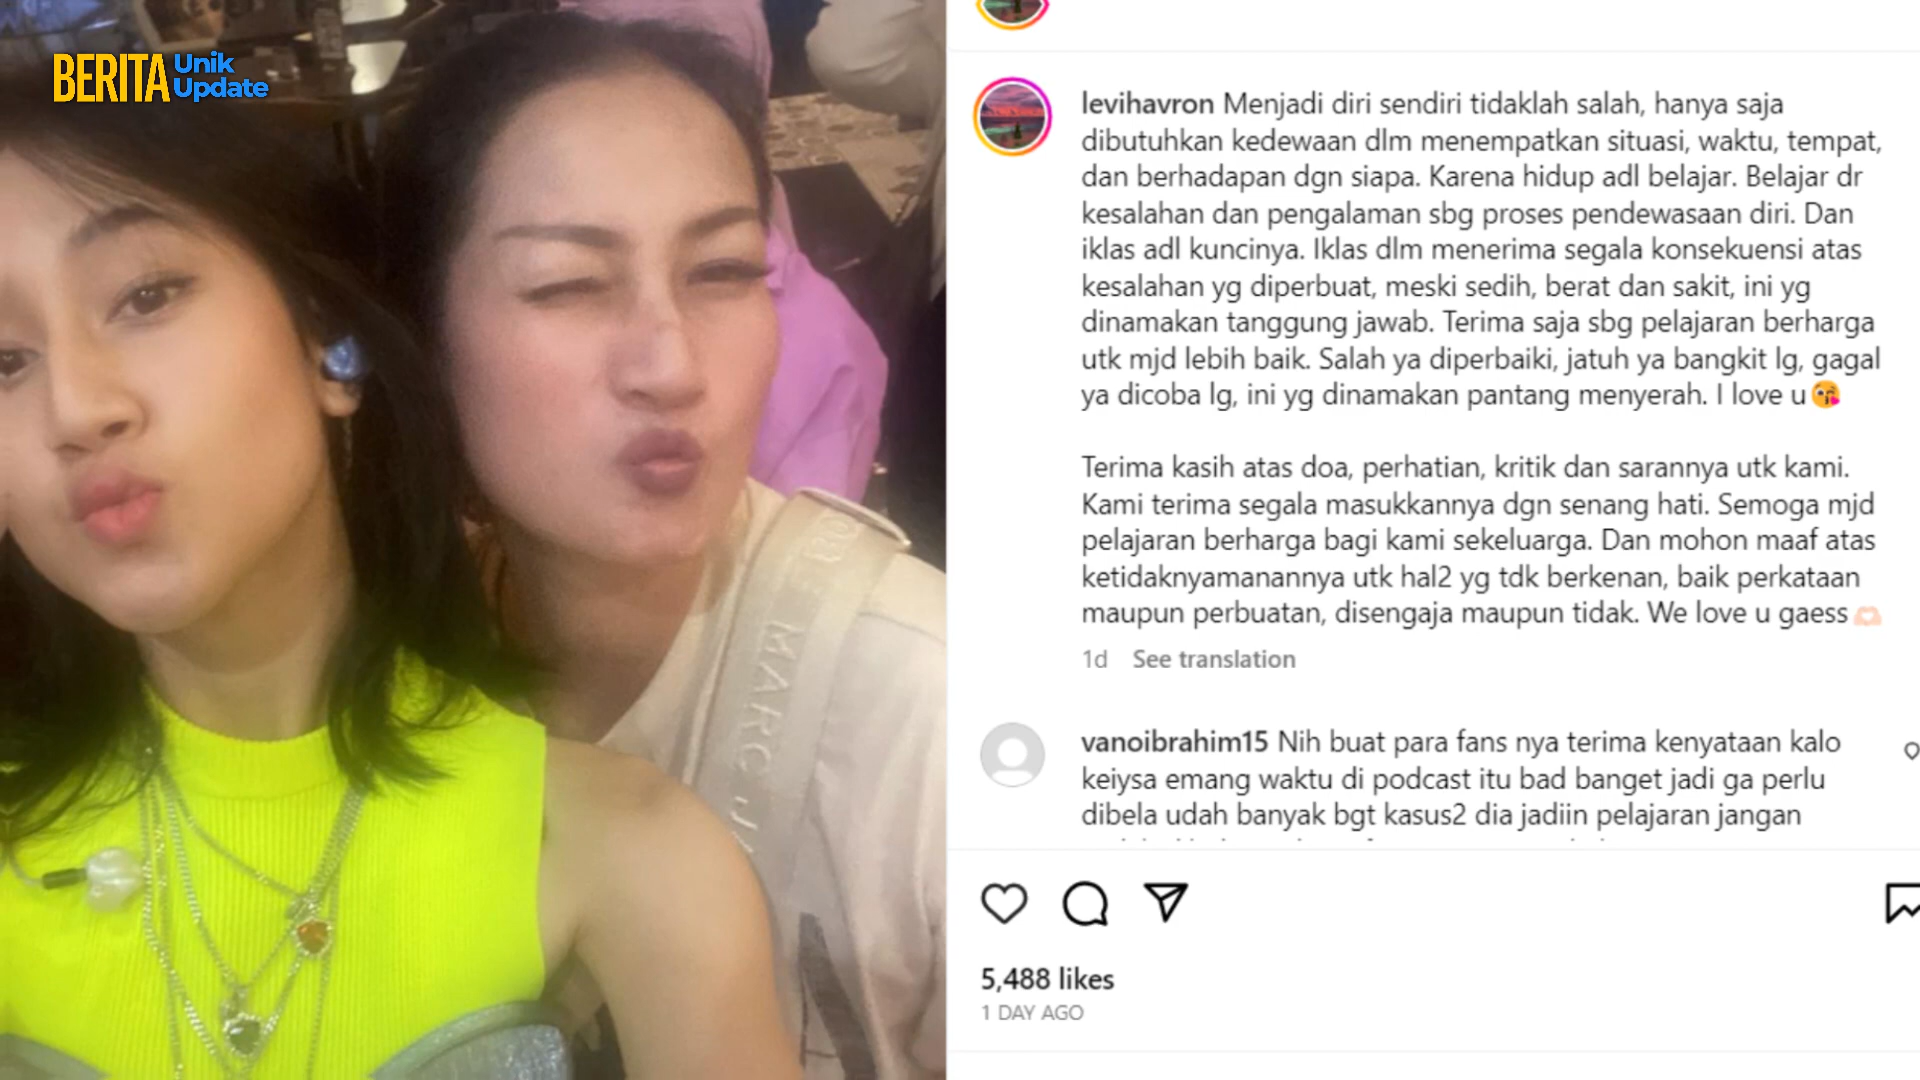 BERITA Unik
Update
MARC JA
levihavron Menjadi diri sendiri tidaklah salah, hanya saja
dibutuhkan kedewaan dlm menempatkan situasi, waktu, tempat,
dan berhadapan dgn siapa. Karena hidup adl belajar. Belajar dr
kesalahan dan pengalaman sbg proses pendewasaan diri. Dan
iklas adl kuncinya. Iklas dlm menerima segala konsekuensi atas
kesalahan yg diperbuat, meski sedih, berat dan sakit, ini yg
dinamakan tanggung jawab. Terima saja sbg pelajaran berharga
utk mjd lebih baik. Salah ya diperbaiki, jatuh ya bangkit lg, gagal
ya dicoba lg, ini yg dinamakan pantang menyerah. I love u😘
Terima kasih atas doa, perhatian, kritik dan sarannya utk kami.
Kami terima segala masukkannya dgn senang hati. Semoga mjd
pelajaran berharga bagi kami sekeluarga. Dan mohon maaf atas
ketidaknyamanannya utk hal2 yg tdk berkenan, baik perkataan
maupun perbuatan, disengaja maupun tidak. We love u gaess🫶🏻
1d See translation
vanoibrahim15 Nih buat para fans nya terima kenyataan kalo
keiysa emang waktu di podcast itu bad banget jadi ga perlu
dibela udah banyak bgt kasus2 dia jadiin pelajaran jangan
5,488 likes
1 DAY AGO